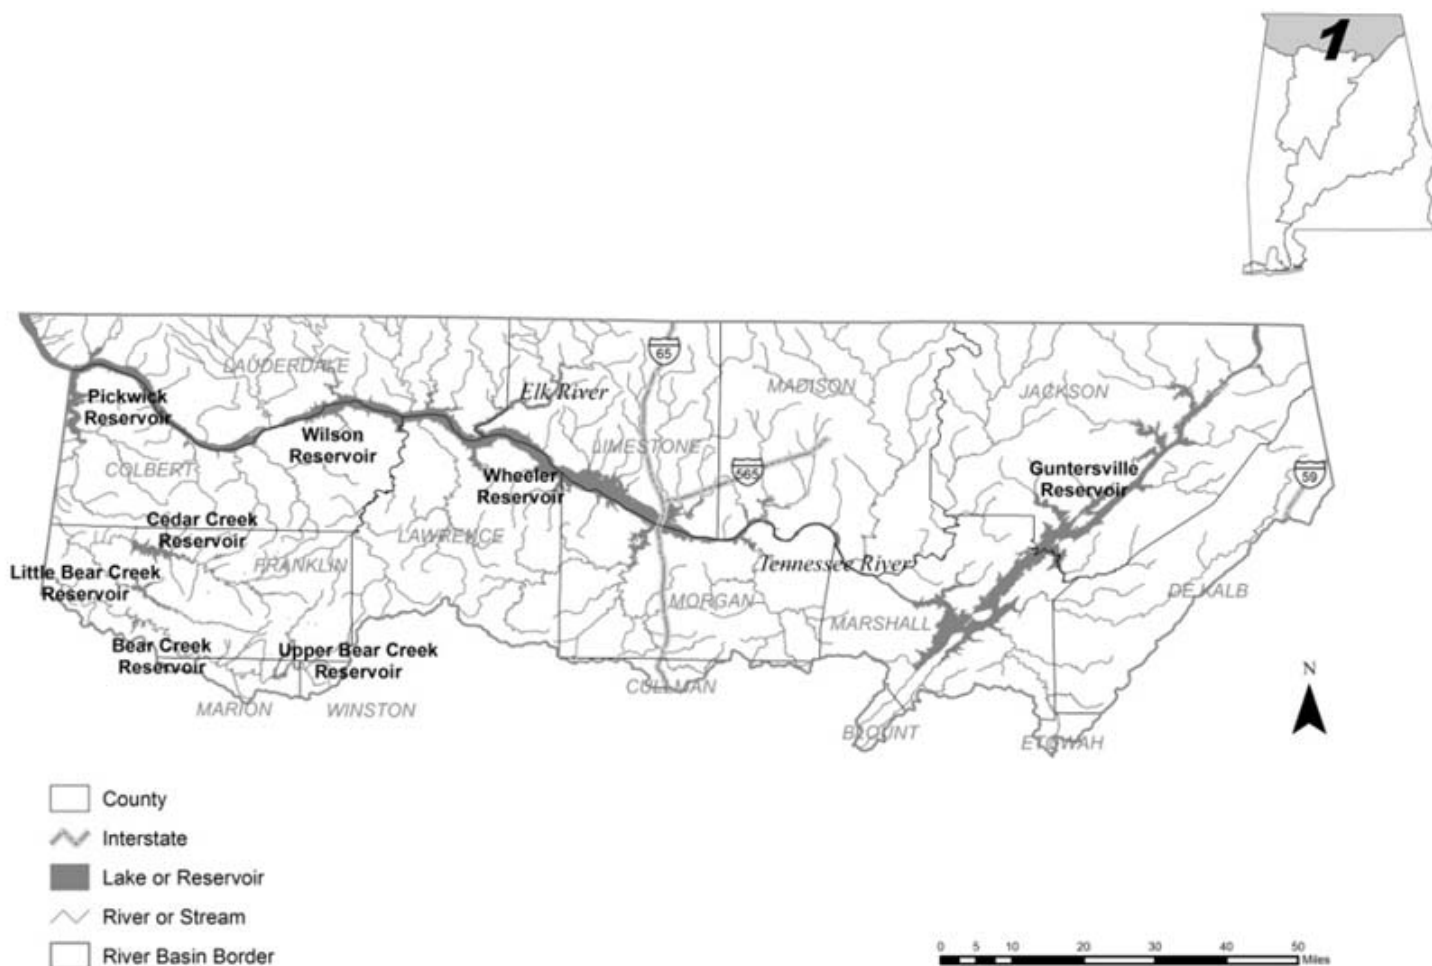 1
LAUDERDALE
65
Elk River
MADISON
JACKSON
Pickwick
Reservoir
Wilson
Reservoir
LIMESTONE
COLBERT
Wheeler
Reservoir
565
Guntersville
Reservoir
59
Cedar Creek
Reservoir
LAWRENCE
FRANKLIN
Tennessee River
Little Bear Creek
Reservoir
MORGAN
DE KALB
MARSHALL
Bear Creek
Reservoir
Upper Bear Creek
Reservoir
CULLMAN
MARION
WINSTON
BLOUNT
ETOWAH
N
County
Interstate
Lake or Reservoir
River or Stream
River Basin Border
0 5 10 20 30 40 50
Miles